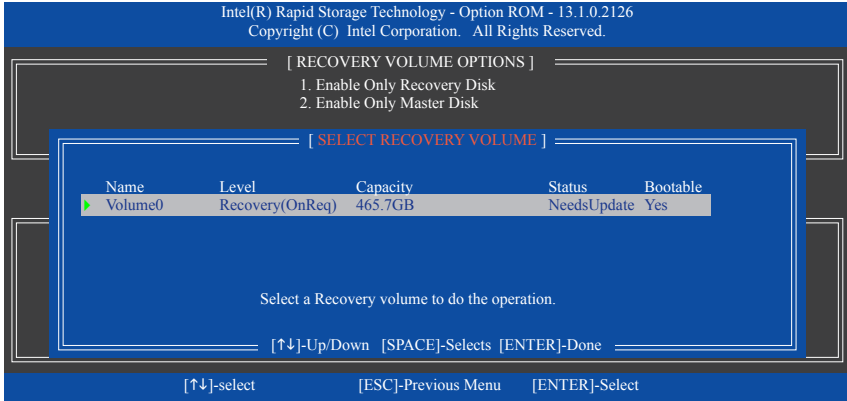 Intel(R) Rapid Storage Technology - Option ROM - 13.1.0.2126
Copyright (C) Intel Corporation. All Rights Reserved.
[ RECOVERY VOLUME OPTIONS ]
1. Enable Only Recovery Disk
2. Enable Only Master Disk
[ SELECT RECOVERY VOLUME ]
Name Level Capacity Status Bootable
Volume0 Recovery(OnReq) 465.7GB NeedsUpdate Yes
Select a Recovery volume to do the operation.
[↑↓]-Up/Down [SPACE]-Selects [ENTER]-Done
[↑↓]-select [ESC]-Previous Menu [ENTER]-Select